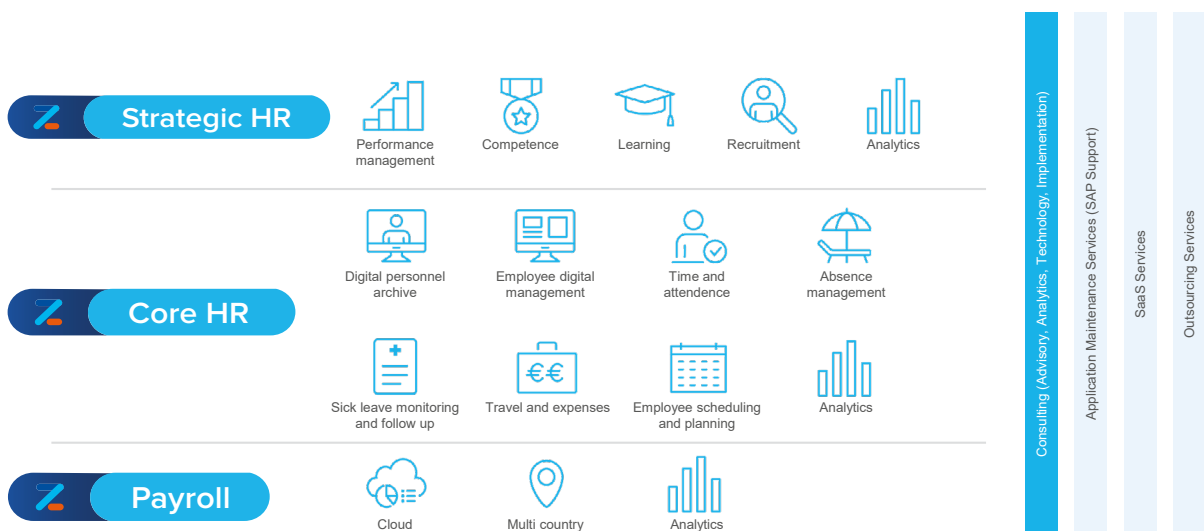 Strategic HR
Performance
management
Competence
Learning
Recruitment
Analytics
Core HR
Digital personnel
archive
Employee digital
management
Time and
attendence
Absence
management
Sick leave monitoring
and follow up
€€
Travel and expenses
Employee scheduling
and planning
Analytics
Payroll
Cloud
Multi country
Analytics
Consulting (Advisory, Analytics, Technology, Implementation)
Application Maintenance Services (SAP Support)
SaaS Services
Outsourcing Services